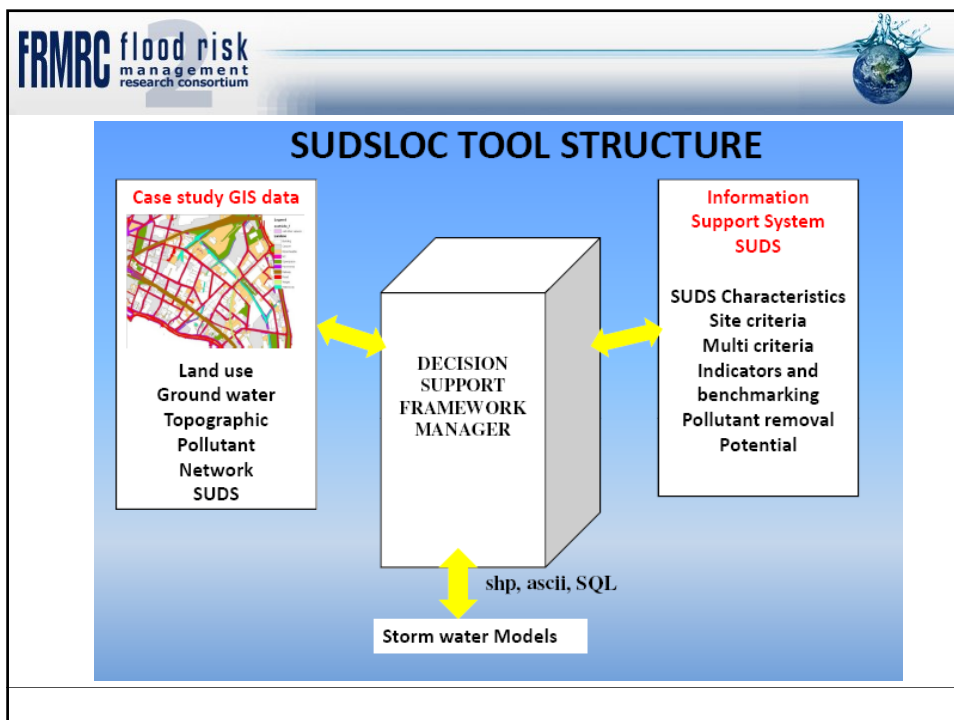 FRMRC flood risk
2
management
research consortium
SUDSLOC TOOL STRUCTURE
Case study GIS data
Land use
Ground water
Topographic
Pollutant
Network
SUDS
DECISION
SUPPORT
FRAMEWORK
MANAGER
Information
Support System
SUDS
SUDS Characteristics
Site criteria
Multi criteria
Indicators and
benchmarking
Pollutant removal
Potential
shp, ascii, SQL
Storm water Models